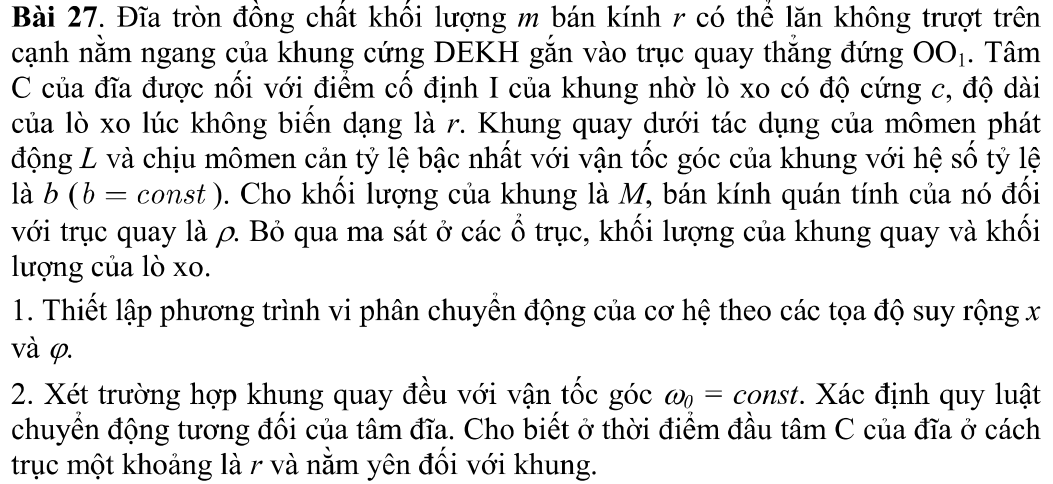 Bài 27. Đĩa tròn đồng chất khối lượng m bán kính r có thể lăn không trượt trên
cạnh nằm ngang của khung cứng DEKH gắn vào trục quay thẳng đứng OO₁. Tâm
C của đĩa được nối với điểm cố định I của khung nhờ lò xo có độ cứng c, độ dài
của lò xo lúc không biến dạng là r. Khung quay dưới tác dụng của mômen phát
động L và chịu mômen cản tỷ lệ bậc nhất với vận tốc góc của khung với hệ số tỷ lệ
là b (b = const ). Cho khối lượng của khung là M, bán kính quán tính của nó đối
với trục quay là ρ. Bỏ qua ma sát ở các ổ trục, khối lượng của khung quay và khối
lượng của lò xo.
1. Thiết lập phương trình vi phân chuyển động của cơ hệ theo các tọa độ suy rộng x
và φ.
2. Xét trường hợp khung quay đều với vận tốc góc ω₀ = const. Xác định quy luật
chuyển động tương đối của tâm đĩa. Cho biết ở thời điểm đầu tâm C của đĩa ở cách
trục một khoảng là r và nằm yên đối với khung.